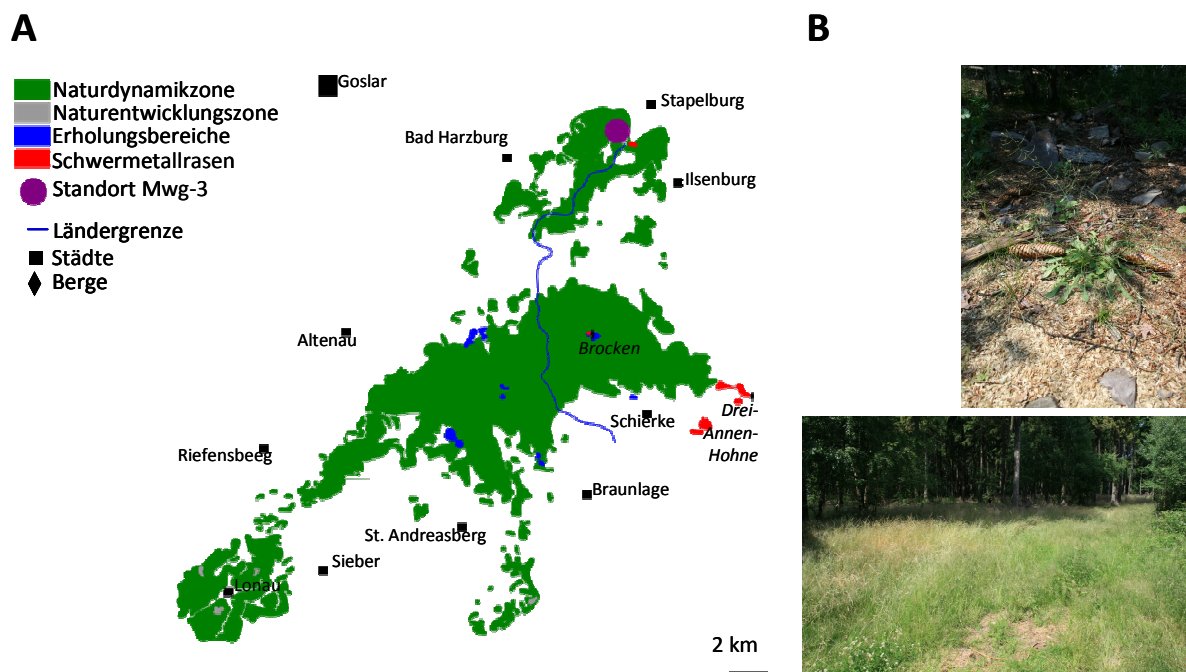 A
B
Naturdynamikzone
Naturentwicklungszone
Erholungsbereiche
Schwermetallrasen
Standort Mwg-3
Ländergrenze
Städte
Berge
Goslar
Stapelburg
Bad Harzburg
Ilsenburg
Altenau
Brocken
Schierke
Drei-
Annen-
Hohne
Riefensbeeg
Braunlage
St. Andreasberg
Sieber
Lonau
2 km